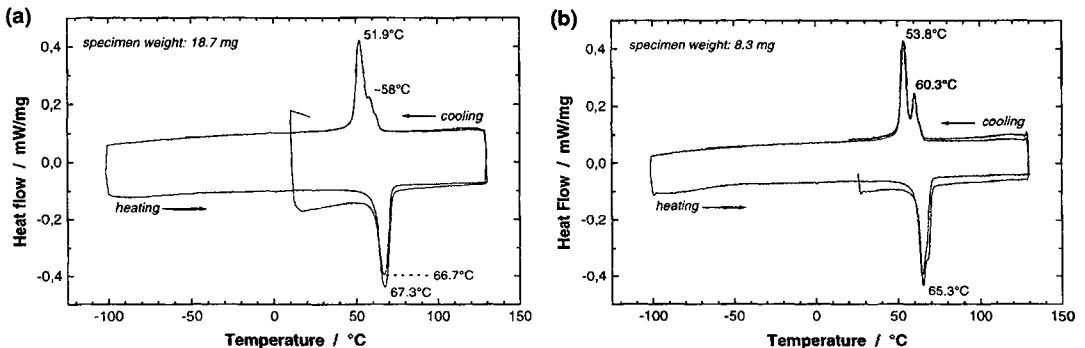 (a)
specimen weight: 18.7 mg
51.9°C
~58°C
cooling
heating
66.7°C
67.3°C
0,4
0,2
0,0
-0,2
-0,4
Heat flow / mW/mg
-100 -50 0 50 100 150
Temperature / °C
(b)
specimen weight: 8.3 mg
53.8°C
60.3°C
cooling
heating
65.3°C
0,4
0,2
0,0
-0,2
-0,4
Heat Flow / mW/mg
-100 -50 0 50 100 150
Temperature / °C